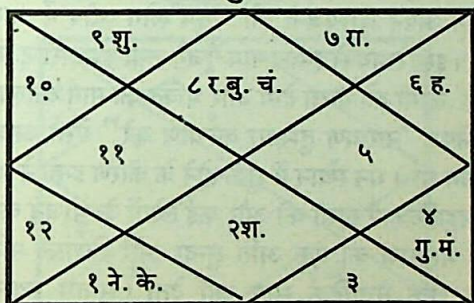 ९ शु.
७ रा.
१०
८ र.बु. चं.
६ ह.
११
५
१२
२श.
४
गु.मं.
१ ने. के.
३